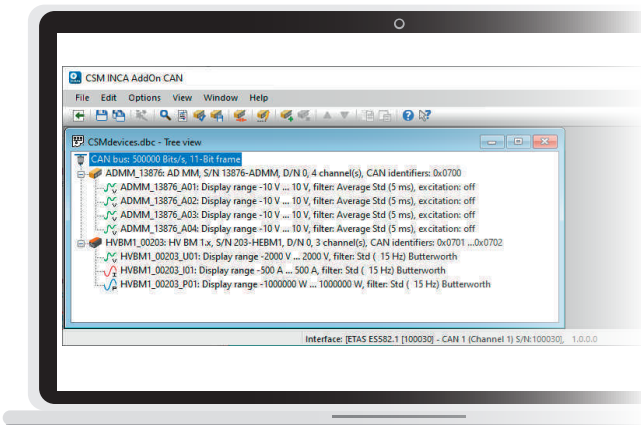 CSM INCA AddOn CAN
File Edit Options View Window Help
CSMdevices.dbc - Tree view
CAN bus: 500000 Bits/s, 11-Bit frame
ADMM_13876: AD MM, S/N 13876-ADMM, D/N 0, 4 channel(s), CAN identifiers: 0x0700
ADMM_13876_A01: Display range -10 V ... 10 V, filter: Average Std (5 ms), excitation: off
ADMM_13876_A02: Display range -10 V ... 10 V, filter: Average Std (5 ms), excitation: off
ADMM_13876_A03: Display range -10 V ... 10 V, filter: Average Std (5 ms), excitation: off
ADMM_13876_A04: Display range -10 V ... 10 V, filter: Average Std (5 ms), excitation: off
HVBM1_00203: HV BM 1.x, S/N 203-HEBM1, D/N 0, 3 channel(s), CAN identifiers: 0x0701 ...0x0702
HVBM1_00203_U01: Display range -2000 V ... 2000 V, filter: Std ( 15 Hz) Butterworth
HVBM1_00203_I01: Display range -500 A ... 500 A, filter: Std ( 15 Hz) Butterworth
HVBM1_00203_P01: Display range -1000000 W ... 1000000 W, filter: Std ( 15 Hz) Butterworth
Interface: [ETAS ES582.1 [100030] - CAN 1 (Channel 1) S/N:100030], 1.0.0.0